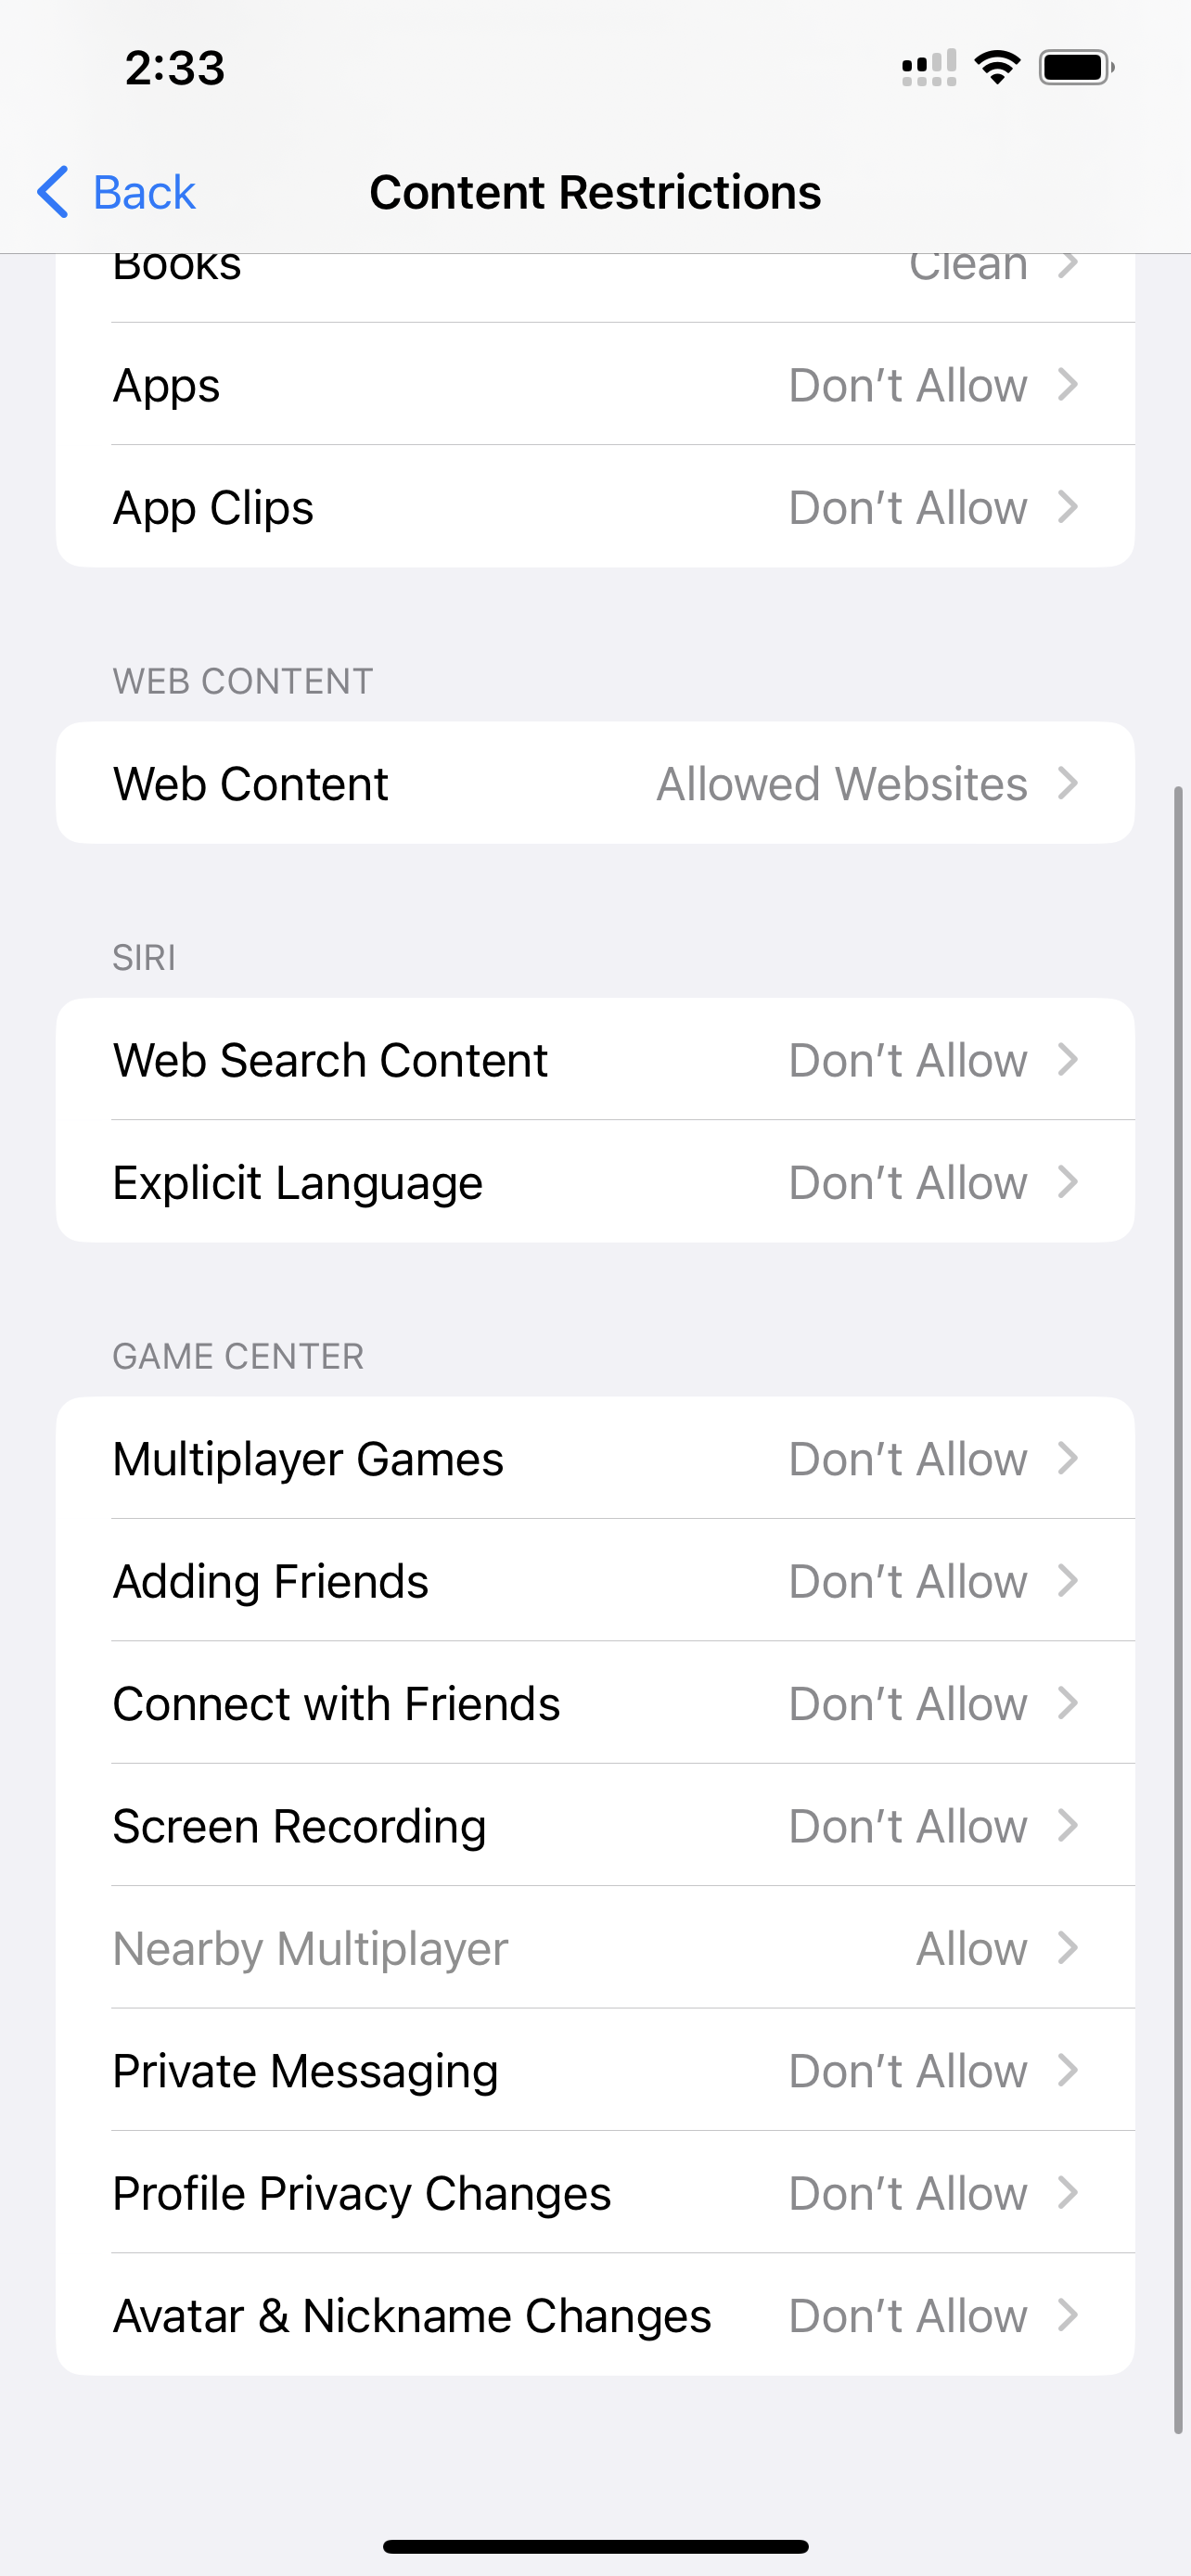 2:33
Back Content Restrictions
Books Clean
Apps Don’t Allow
App Clips Don’t Allow
WEB CONTENT
Web Content Allowed Websites
SIRI
Web Search Content Don’t Allow
Explicit Language Don’t Allow
GAME CENTER
Multiplayer Games Don’t Allow
Adding Friends Don’t Allow
Connect with Friends Don’t Allow
Screen Recording Don’t Allow
Nearby Multiplayer Allow
Private Messaging Don’t Allow
Profile Privacy Changes Don’t Allow
Avatar & Nickname Changes Don’t Allow